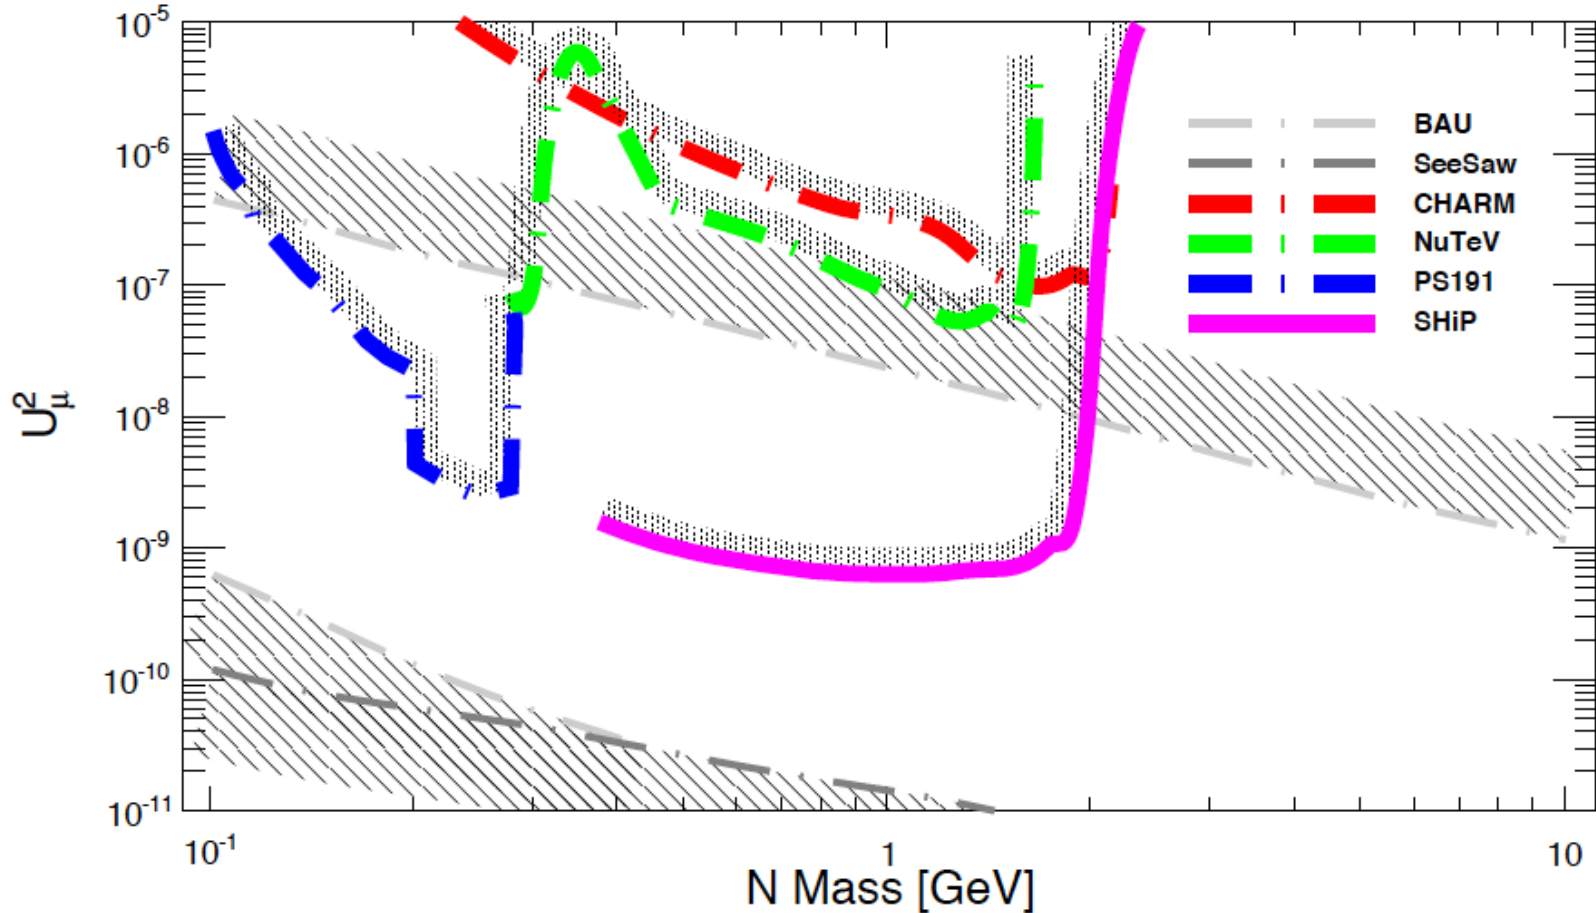 10⁻⁵
10⁻⁶
10⁻⁷
10⁻⁸
10⁻⁹
10⁻¹⁰
10⁻¹¹
U²μ
BAU
SeeSaw
CHARM
NuTeV
PS191
SHiP
10⁻¹ 1 10
N Mass [GeV]